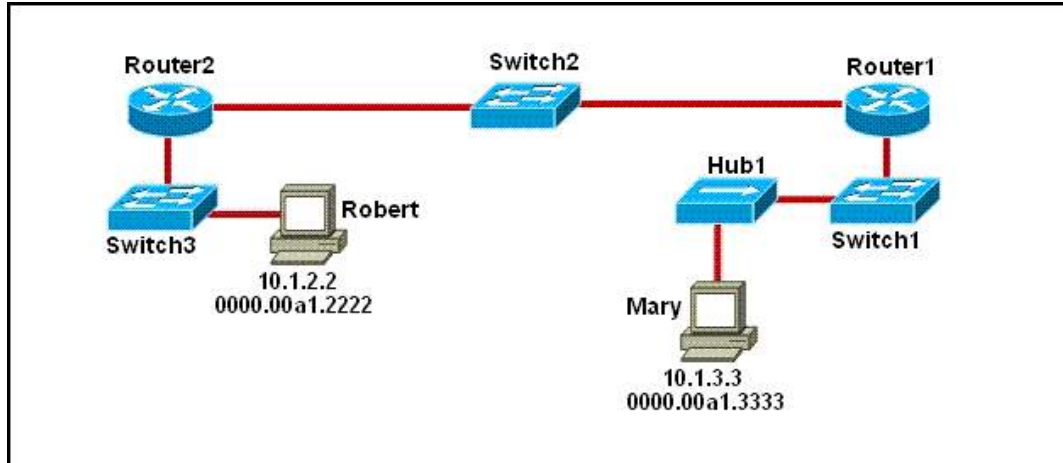 Router2
Switch2
Router1
Hub1
Robert
Switch3
Switch1
10.1.2.2
0000.00a1.2222
Mary
10.1.3.3
0000.00a1.3333